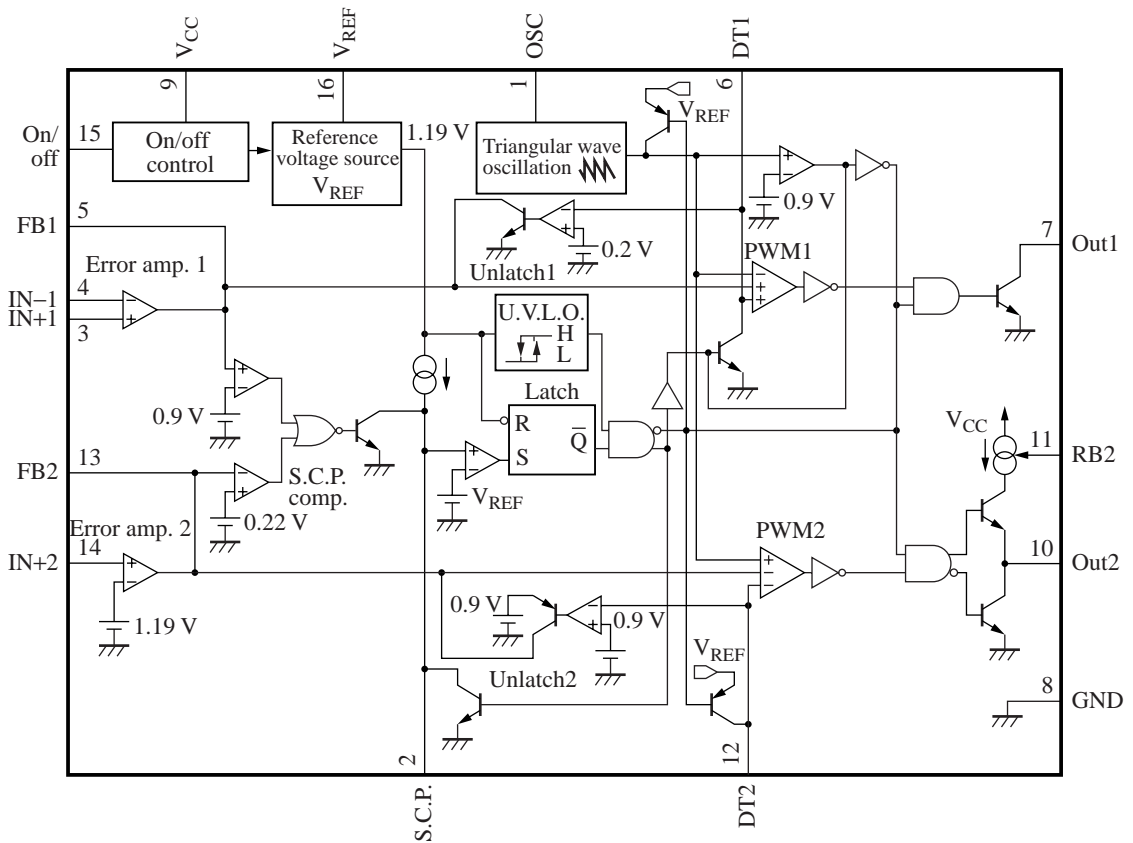 VCC
VREF
OSC
DT1
9
16
1
6
On/
off
15
On/off
control
Reference
voltage source
VREF
1.19 V
Triangular wave
oscillation
VREF
0.9 V
FB1
5
0.2 V
Unlatch1
PWM1
7
Out1
Error amp. 1
IN−1
4
IN+1
3
U.V.L.O.
H
L
Latch
R
S
Q̅
0.9 V
VREF
VCC
11
RB2
FB2
13
S.C.P.
comp.
0.22 V
Error amp. 2
IN+2
14
1.19 V
PWM2
10
Out2
0.9 V
0.9 V
Unlatch2
VREF
8
GND
2
12
S.C.P.
DT2